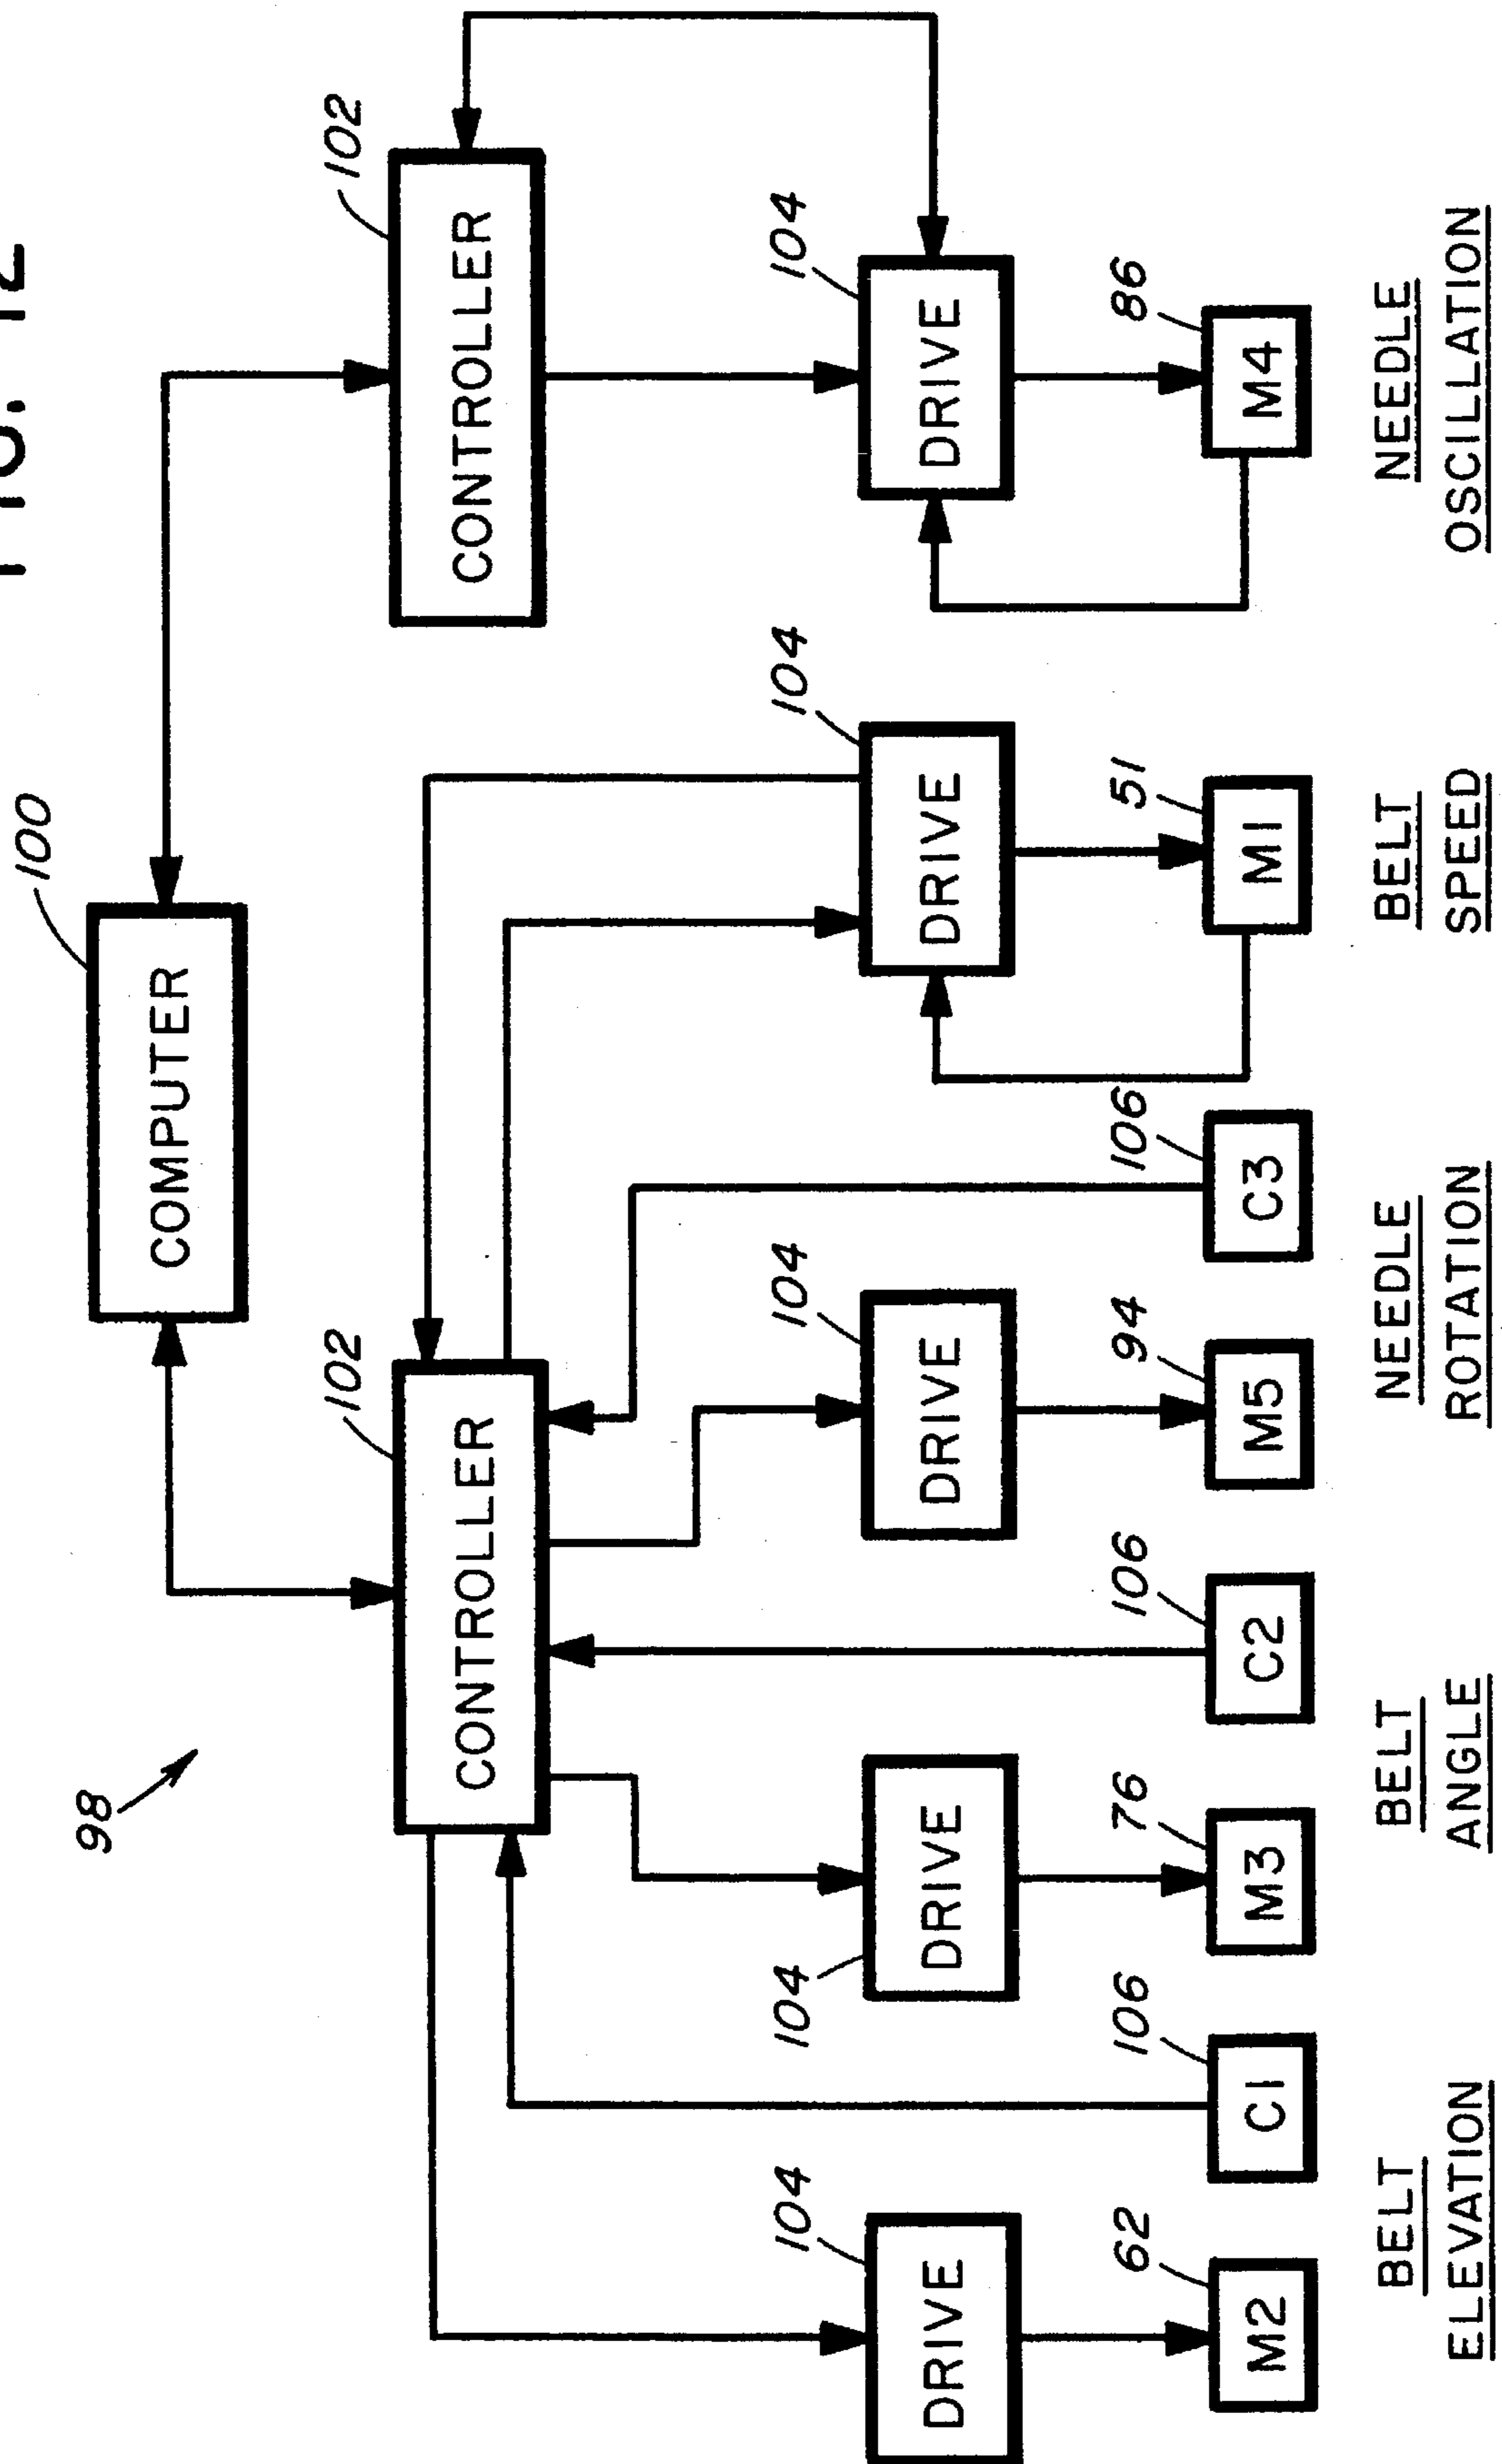 FIG. 12
100
COMPUTER
98
102
CONTROLLER
102
CONTROLLER
104
DRIVE
104
DRIVE
104
DRIVE
104
DRIVE
104
DRIVE
62
M2
106
C1
76
M3
106
C2
94
M5
106
C3
51
M1
86
M4
BELT
ELEVATION
BELT
ANGLE
NEEDLE
ROTATION
BELT
SPEED
NEEDLE
OSCILLATION